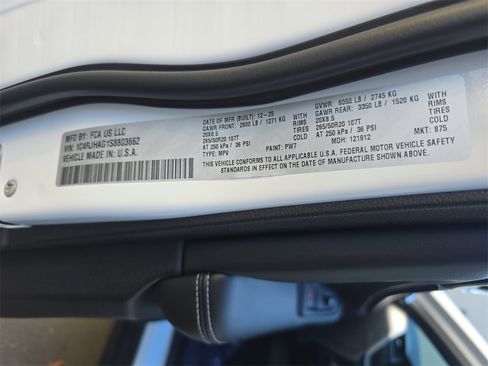 MFD BY: FCA US LLC
VIN: 1C4RJHAG1S8803662
VEHICLE MADE IN U.S.A.
DATE OF MFR (BUILT): 12-25
GAWR FRONT: 2800 LB / 1271 KG WITH
20X8.5 RIMS
265/50R20 107T TIRES
AT 250 kPa / 36 PSI COLD
TYPE: MPV
PAINT: PW7
GVWR: 6050 LB / 2745 KG
GAWR REAR: 3350 LB / 1520 KG WITH
20X8.5 RIMS
265/50R20 107T TIRES
AT 250 kPa / 36 PSI COLD
MDH: 121912
MKT: 875
THIS VEHICLE CONFORMS TO ALL APPLICABLE U.S.A. FEDERAL MOTOR VEHICLE SAFETY
STANDARDS IN EFFECT ON THE DATE OF MANUFACTURE SHOWN ABOVE.